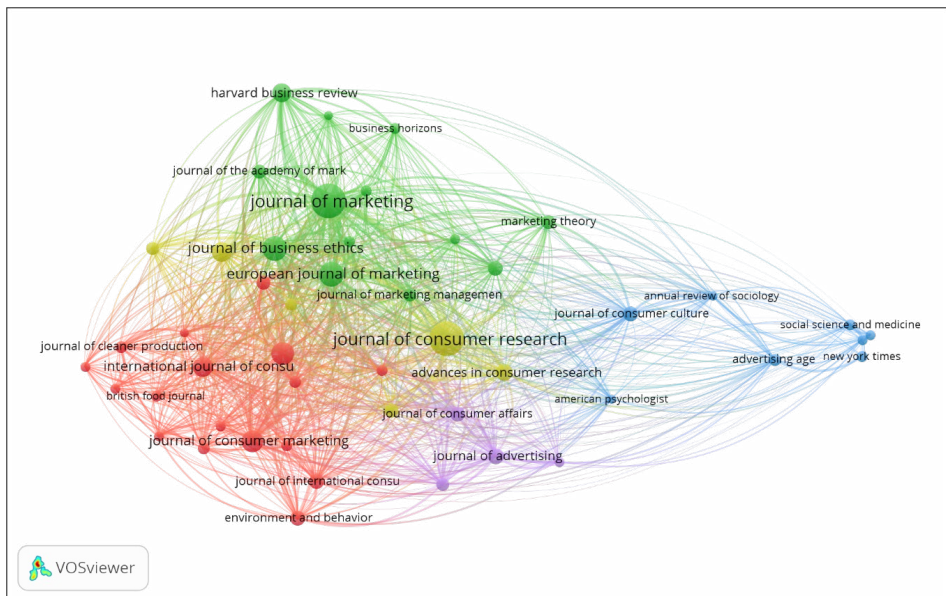 harvard business review
business horizons
journal of the academy of mark
journal of marketing
marketing theory
journal of business ethics
european journal of marketing
journal of marketing managemen
annual review of sociology
journal of consumer culture
social science and medicine
journal of consumer research
journal of cleaner production
new york times
advertising age
international journal of consu
advances in consumer research
british food journal
american psychologist
journal of consumer affairs
journal of consumer marketing
journal of advertising
journal of international consu
environment and behavior
VOSviewer